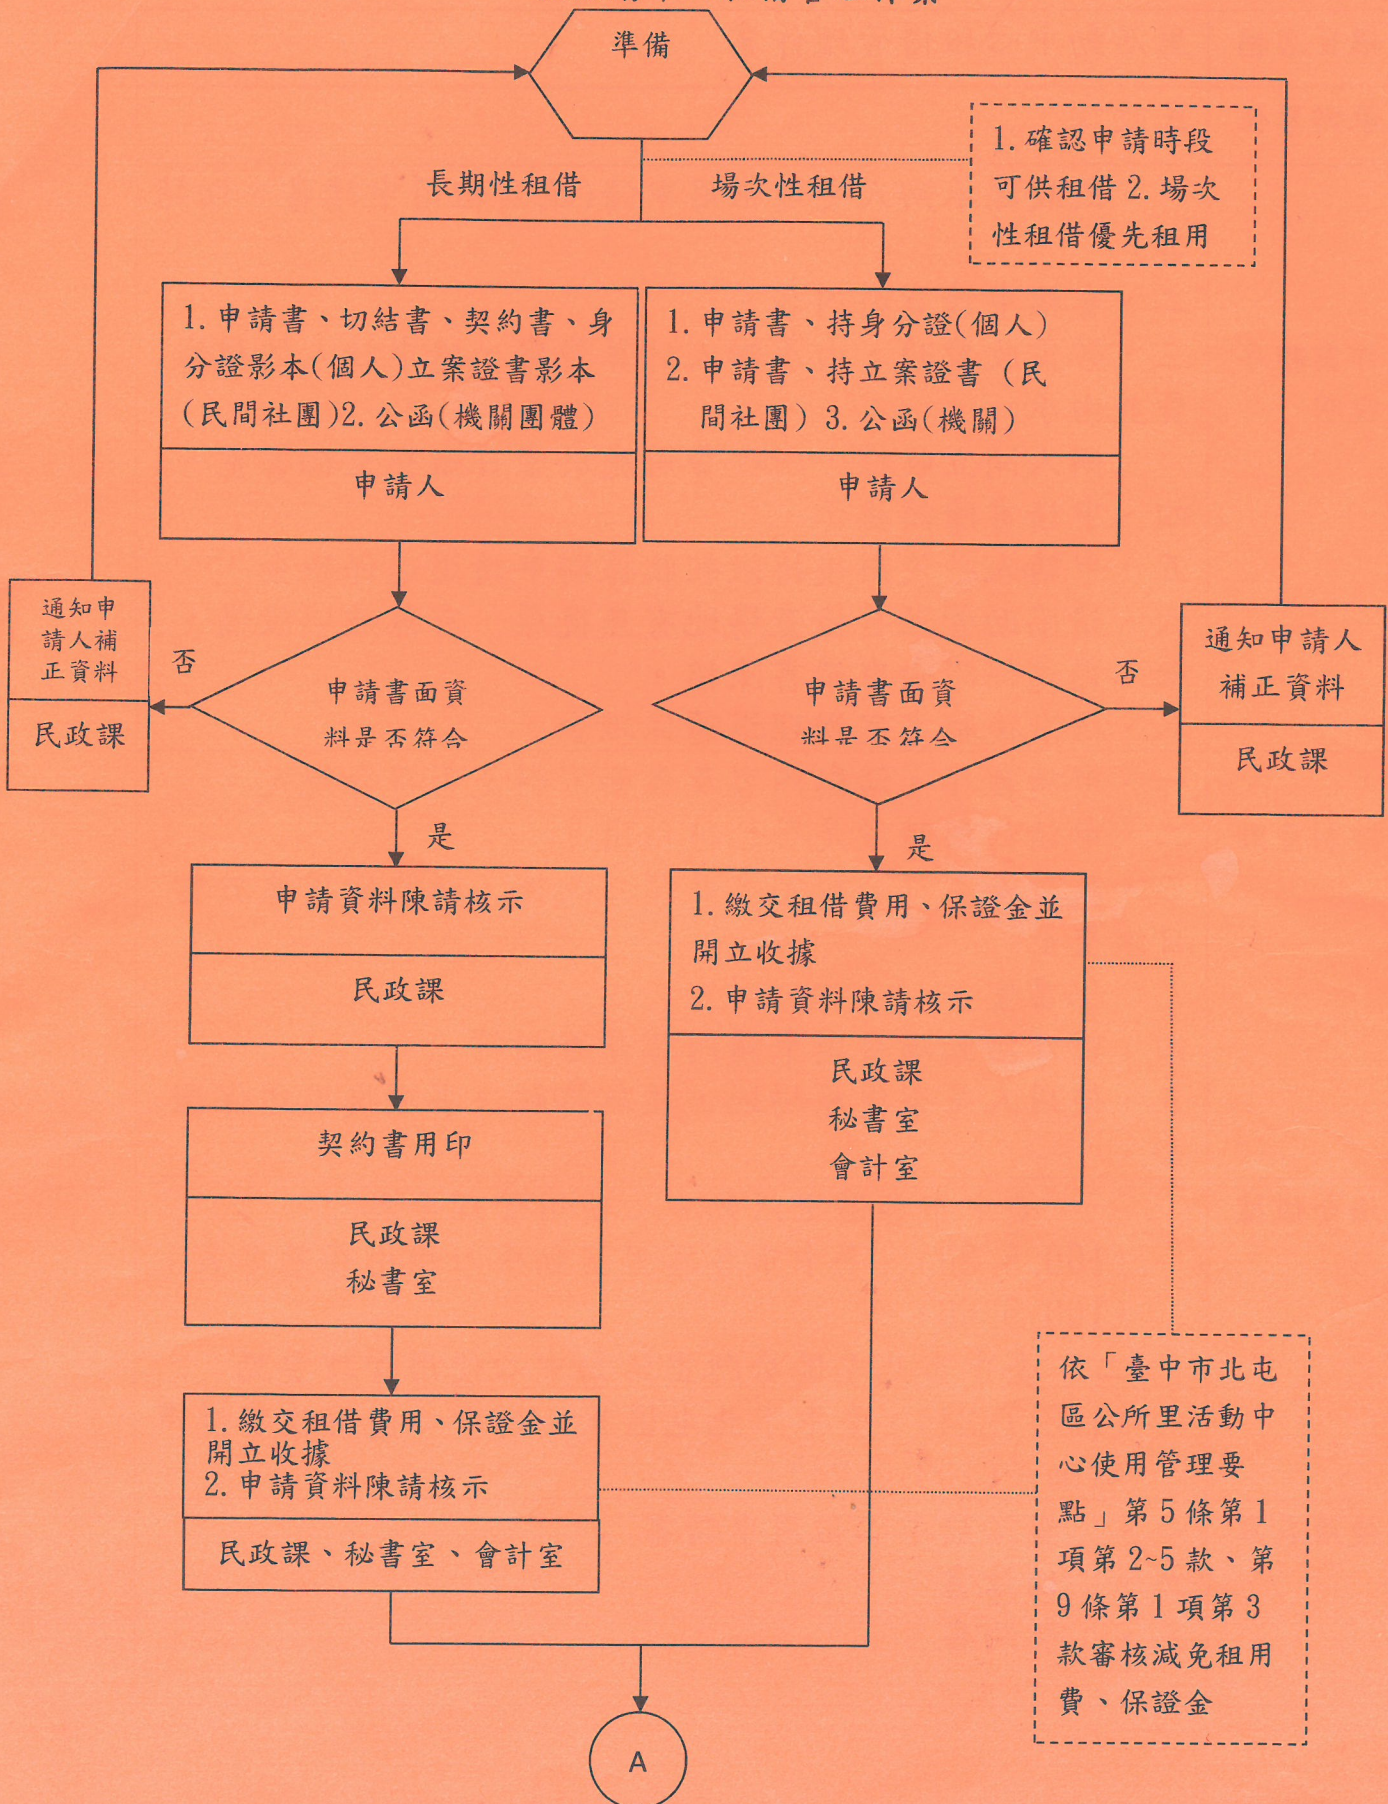 準備
1. 確認申請時段
可供租借 2. 場次
性租借優先租用
長期性租借
場次性租借
1. 申請書、切結書、契約書、身
分證影本(個人)立案證書影本
(民間社團)2. 公函(機關團體)
申請人
1. 申請書、持身分證(個人)
2. 申請書、持立案證書 (民
間社團) 3. 公函(機關)
申請人
通知申
請人補
正資料
民政課
否
申請書面資
料是否符合
申請書面資
料是否符合
否
通知申請人
補正資料
民政課
是
是
申請資料陳請核示
民政課
1. 繳交租借費用、保證金並
開立收據
2. 申請資料陳請核示
民政課
秘書室
會計室
契約書用印
民政課
秘書室
1. 繳交租借費用、保證金並
開立收據
2. 申請資料陳請核示
民政課、秘書室、會計室
依「臺中市北屯
區公所里活動中
心使用管理要
點」第 5 條第 1
項第 2~5 款、第
9 條第 1 項第 3
款審核減免租用
費、保證金
A